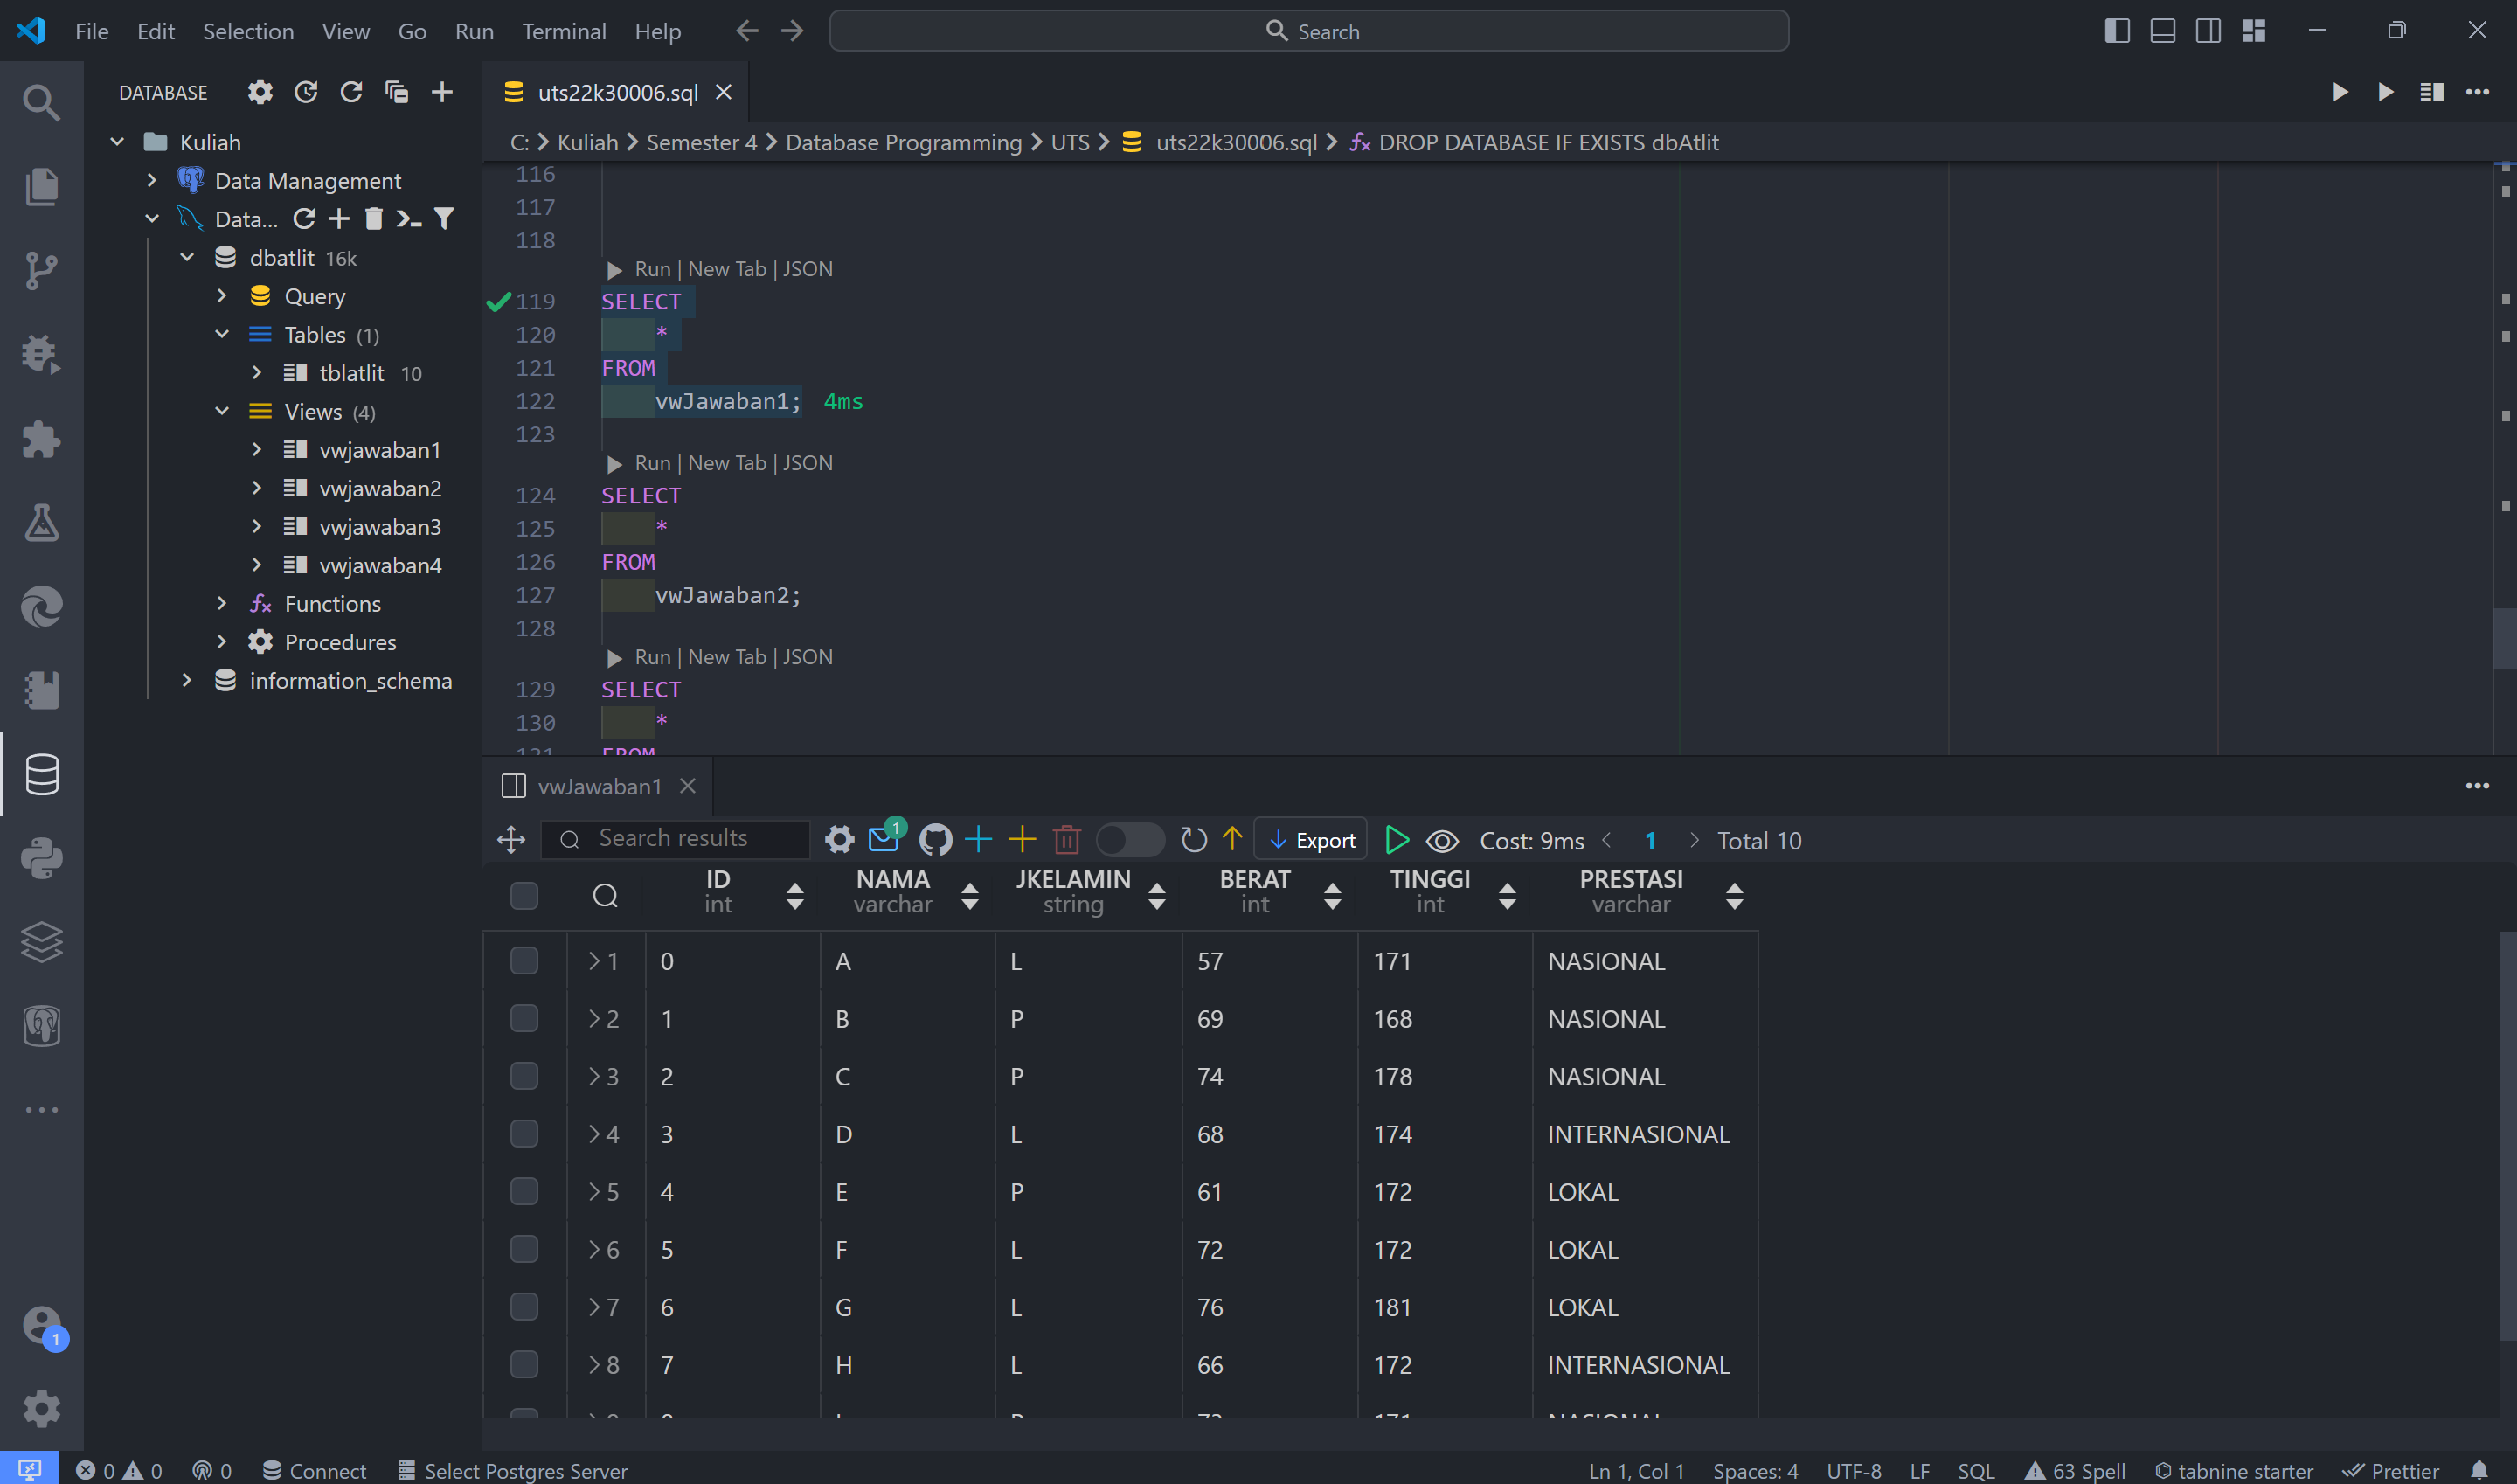 File Edit Selection View Go Run Terminal Help Search
DATABASE
Kuliah
Data Management
Data...
dbatlit 16k
Query
Tables (1)
tblatlit 10
Views (4)
vwjawaban1
vwjawaban2
vwjawaban3
vwjawaban4
Functions
Procedures
information_schema
1
uts22k30006.sql
C: Kuliah Semester 4 Database Programming UTS uts22k30006.sql DROP DATABASE IF EXISTS dbAtlit
116
117
118
Run | New Tab | JSON
119 SELECT
120 *
121 FROM
122 vwJawaban1; 4ms
123
Run | New Tab | JSON
124 SELECT
125 *
126 FROM
127 vwJawaban2;
128
Run | New Tab | JSON
129 SELECT
130 *
131 FROM
vwJawaban1
Search results 1 Export Cost: 9ms 1 Total 10
ID NAMA JKELAMIN BERAT TINGGI PRESTASI
int varchar string int int varchar
1 0 A L 57 171 NASIONAL
2 1 B P 69 168 NASIONAL
3 2 C P 74 178 NASIONAL
4 3 D L 68 174 INTERNASIONAL
5 4 E P 61 172 LOKAL
6 5 F L 72 172 LOKAL
7 6 G L 76 181 LOKAL
8 7 H L 66 172 INTERNASIONAL
0 0 0 Connect Select Postgres Server Ln 1, Col 1 Spaces: 4 UTF-8 LF SQL 63 Spell tabnine starter Prettier